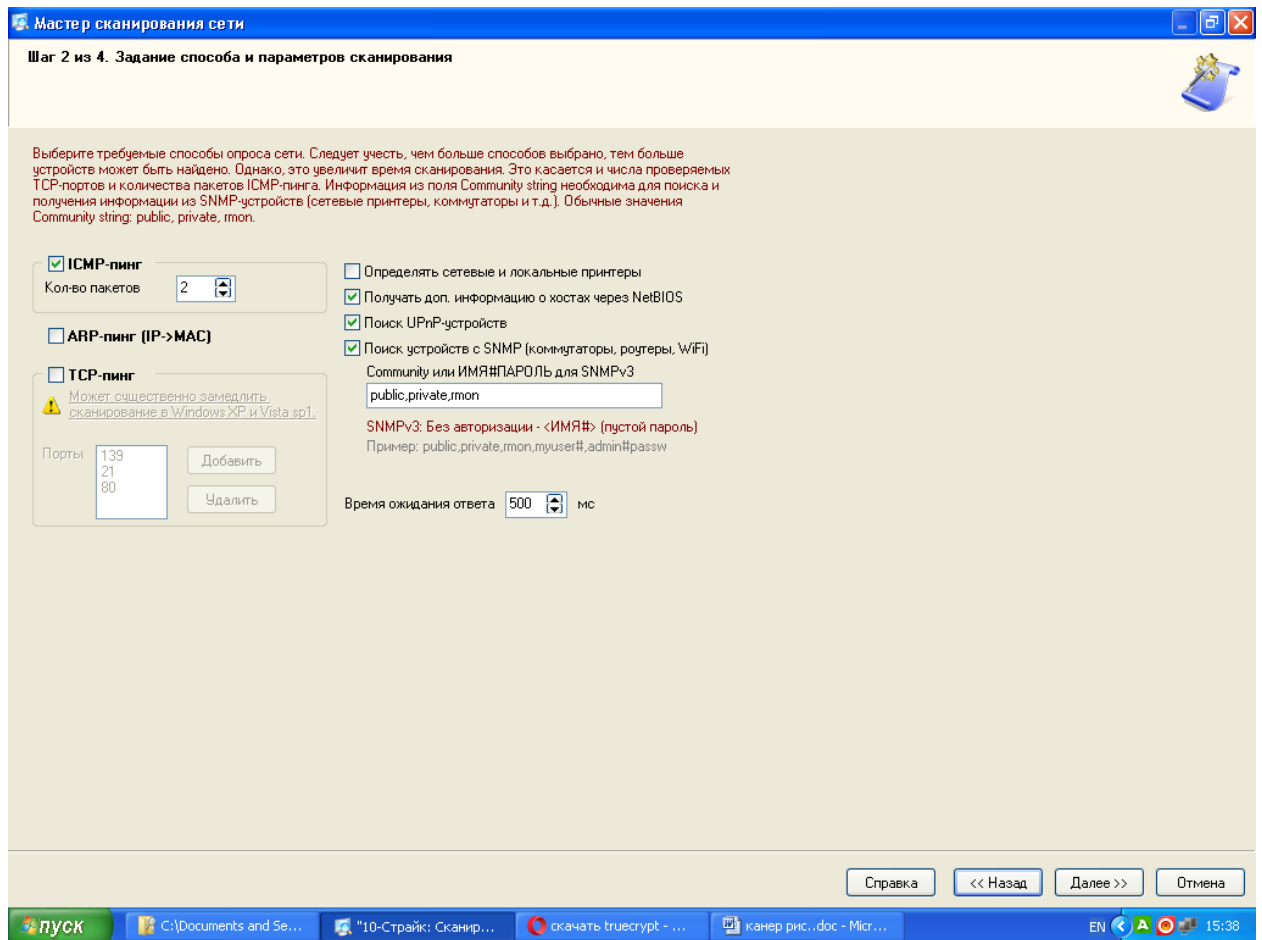 Мастер сканирования сети
Шаг 2 из 4. Задание способа и параметров сканирования
Выберите требуемые способы опроса сети. Следует учесть, чем больше способов выбрано, тем больше
устройств может быть найдено. Однако, это увеличит время сканирования. Это касается и числа проверяемых
TCP-портов и количества пакетов ICMP-пинга. Информация из поля Community string необходима для поиска и
получения информации из SNMP-устройств (сетевые принтеры, коммутаторы и т.д.). Обычные значения
Community string: public, private, rmon.
ICMP-пинг
Кол-во пакетов 2
ARP-пинг (IP->MAC)
TCP-пинг
Может существенно замедлить
сканирование в Windows XP и Vista sp1.
Порты
139
21
80
Добавить
Удалить
Определять сетевые и локальные принтеры
Получать доп. информацию о хостах через NetBIOS
Поиск UPnP-устройств
Поиск устройств с SNMP (коммутаторы, роутеры, WiFi)
Community или ИМЯ#ПАРОЛЬ для SNMPv3
public,private,rmon
SNMPv3: Без авторизации - <ИМЯ#> (пустой пароль)
Пример: public,private,rmon,myuser#,admin#passw
Время ожидания ответа 500 мс
Справка
<< Назад
Далее >>
Отмена
пуск
C:\Documents and Se...
"10-Страйк: Сканир...
скачать truecrypt - ...
канер рис..doc - Micr...
EN
A
15:38